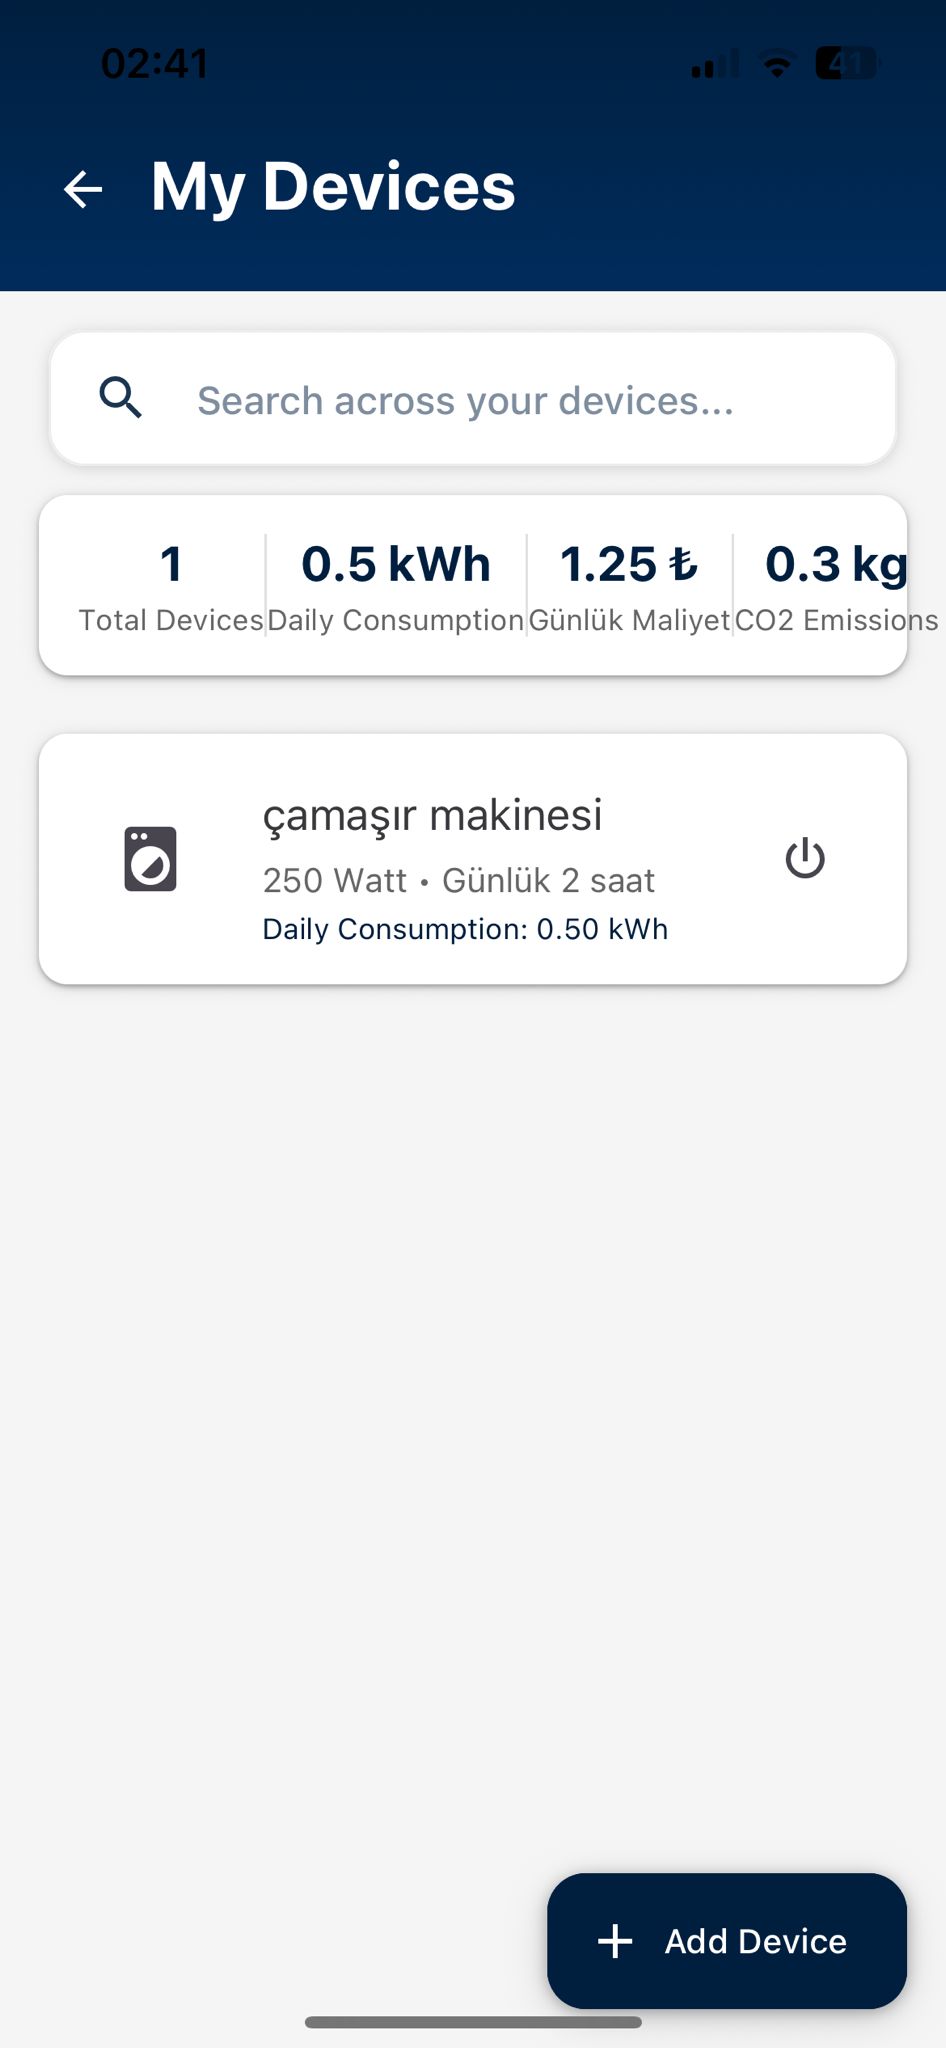 02:41
41
My Devices
Search across your devices...
1
Total Devices
0.5 kWh
Daily Consumption
1.25 ₺
Günlük Maliyet
0.3 kg
CO2 Emissions
çamaşır makinesi
250 Watt • Günlük 2 saat
Daily Consumption: 0.50 kWh
+ Add Device